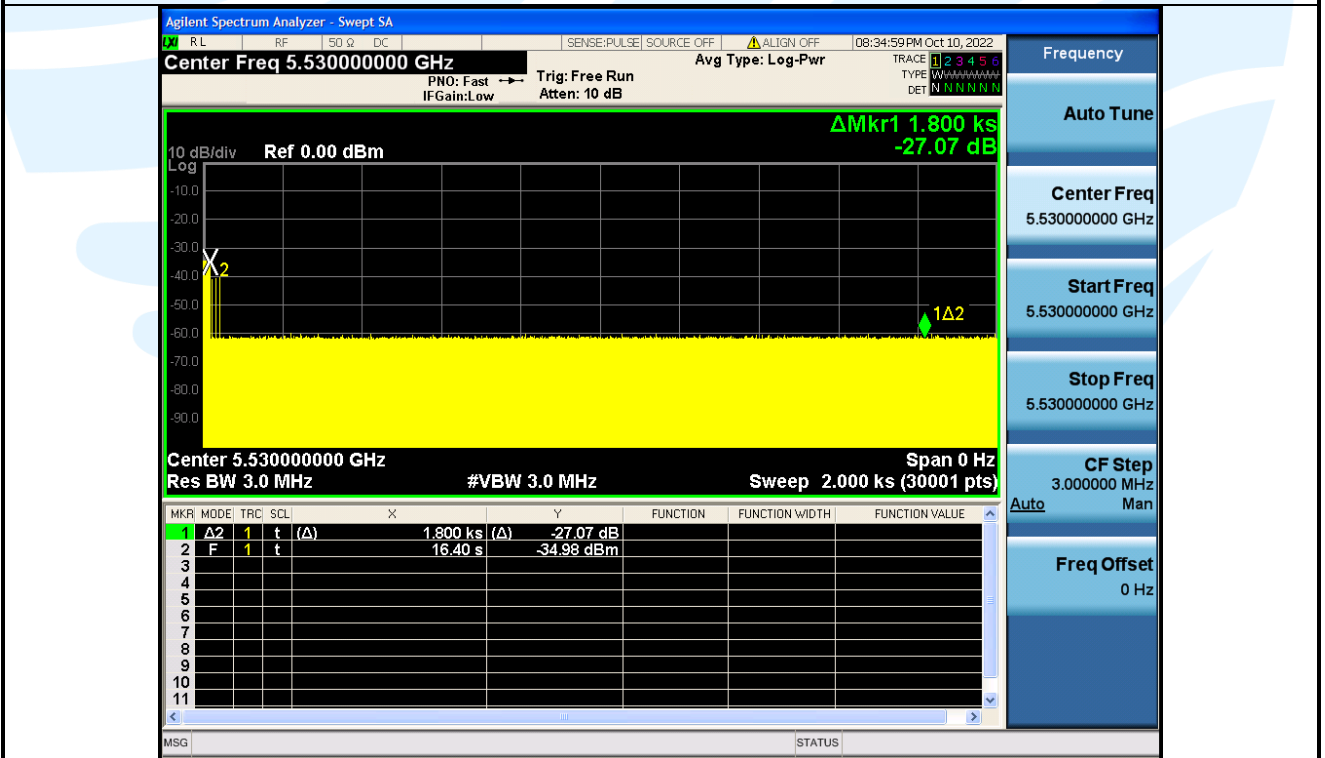 Agilent Spectrum Analyzer - Swept SA
LXI RL RF 50 Ω DC SENSE:PULSE SOURCE OFF ALIGN OFF 08:34:59 PM Oct 10, 2022
Center Freq 5.530000000 GHz
PNO: Fast
IFGain:Low
Trig: Free Run
Atten: 10 dB
Avg Type: Log-Pwr
TRACE 1 2 3 4 5 6
TYPE WWWWWW
DET N N N N N N
ΔMkr1 1.800 ks
-27.07 dB
10 dB/div Ref 0.00 dBm
Log
-10.0
-20.0
-30.0
-40.0
-50.0
-60.0
-70.0
-80.0
-90.0
X2
1Δ2
Center 5.530000000 GHz Span 0 Hz
Res BW 3.0 MHz #VBW 3.0 MHz Sweep 2.000 ks (30001 pts)
MKR MODE TRC SCL X Y FUNCTION FUNCTION WIDTH FUNCTION VALUE
1 Δ2 1 t (Δ) 1.800 ks (Δ) -27.07 dB
2 F 1 t 16.40 s -34.98 dBm
3
4
5
6
7
8
9
10
11
MSG STATUS
Frequency
Auto Tune
Center Freq
5.530000000 GHz
Start Freq
5.530000000 GHz
Stop Freq
5.530000000 GHz
CF Step
3.000000 MHz
Auto Man
Freq Offset
0 Hz